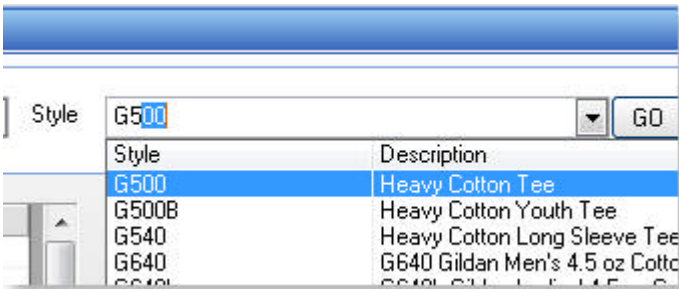 Style G500 GO
Style Description
G500 Heavy Cotton Tee
G500B Heavy Cotton Youth Tee
G540 Heavy Cotton Long Sleeve Tee
G640 G640 Gildan Men's 4.5 oz Cotto